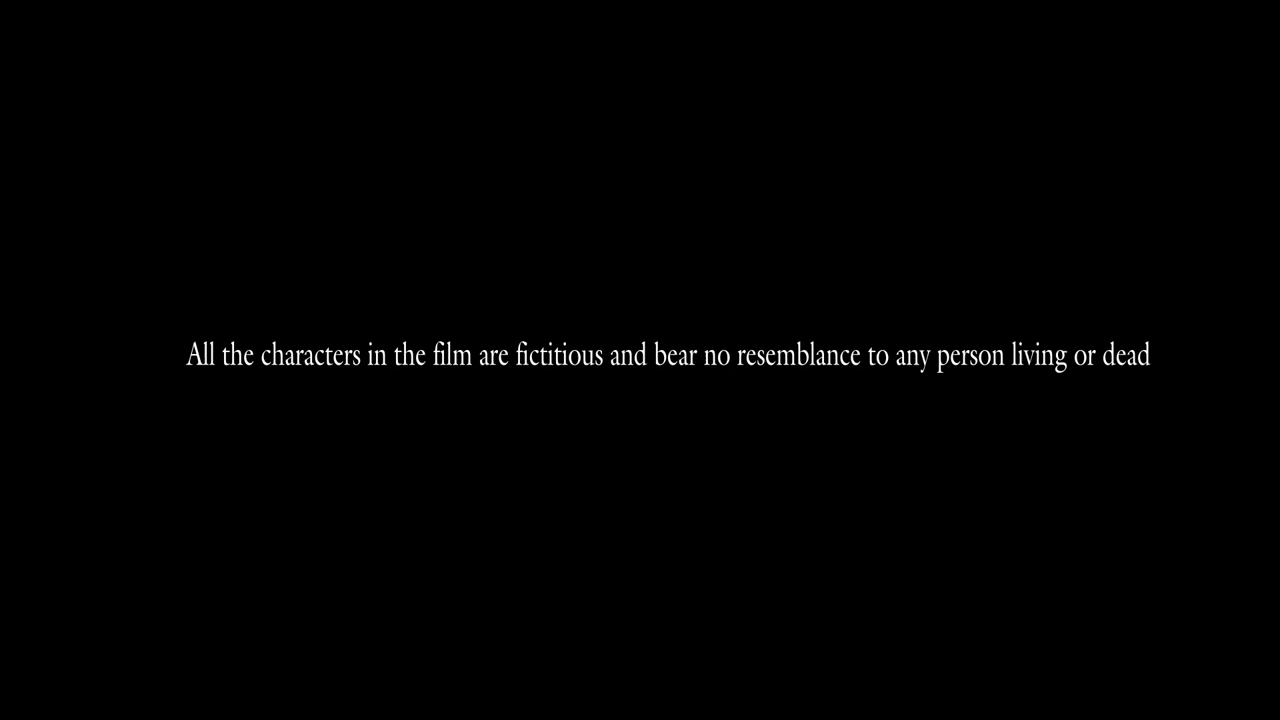 All the characters in the film are fictitious and bear no resemblance to any person living or dead